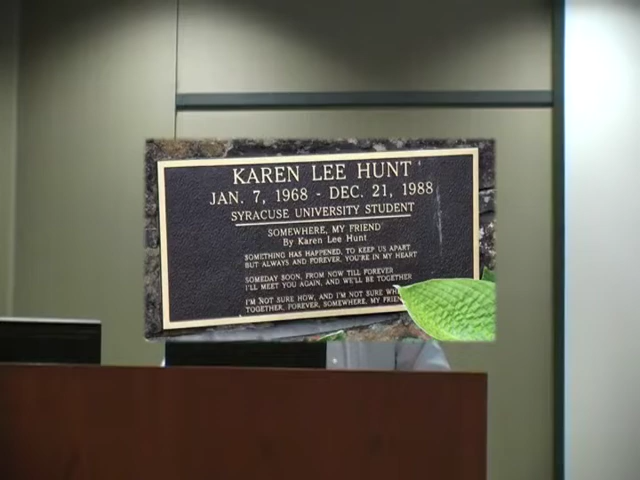 KAREN LEE HUNT
JAN. 7, 1968 - DEC. 21, 1988
SYRACUSE UNIVERSITY STUDENT
SOMEWHERE, MY FRIEND
By Karen Lee Hunt
SOMETHING HAS HAPPENED, TO KEEP US APART
BUT ALWAYS AND FOREVER, YOU'RE IN MY HEART
SOMEDAY SOON, FROM NOW TILL FOREVER
I'LL MEET YOU AGAIN, AND WE'LL BE TOGETHER
I'M NOT SURE HOW, AND I'M NOT SURE
TOGETHER, FOREVER, SOMEWHERE, MY